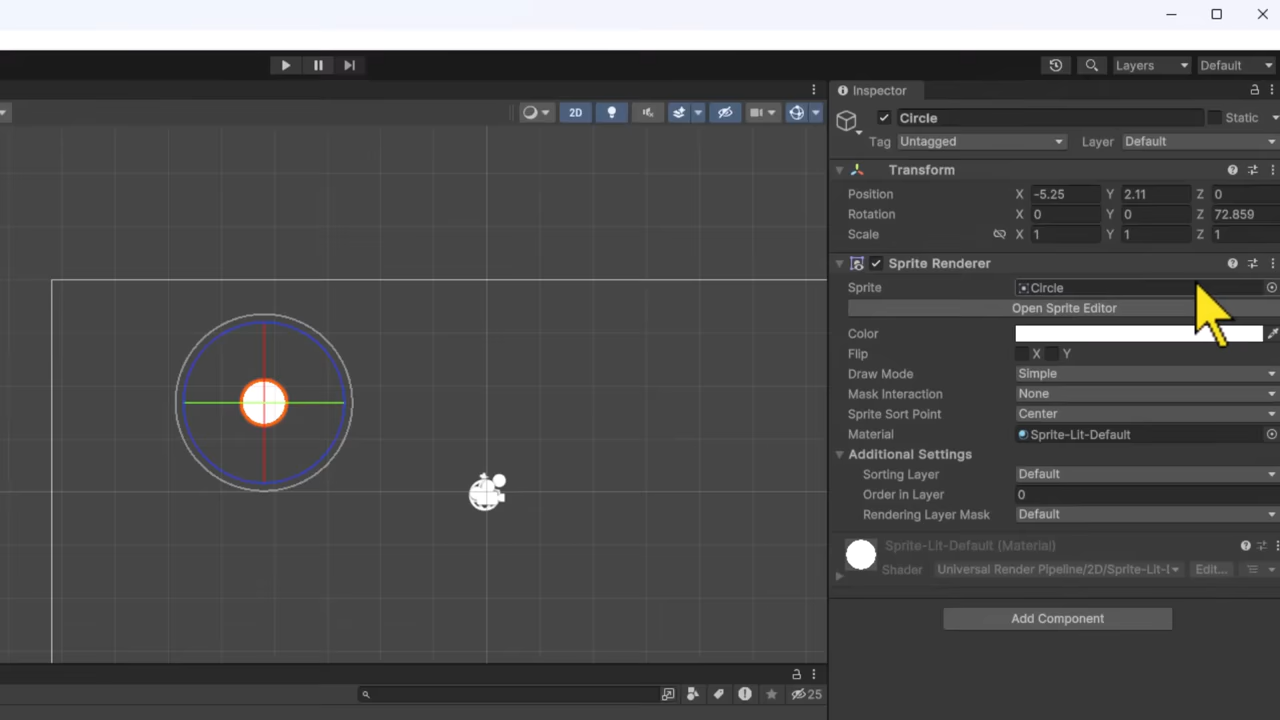 Layers Default
Inspector
2D
Circle Static
Tag Untagged Layer Default
Transform
Position X -5.25 Y 2.11 Z 0
Rotation X 0 Y 0 Z 72.859
Scale X 1 Y 1 Z 1
Sprite Renderer
Sprite Circle
Open Sprite Editor
Color
Flip X Y
Draw Mode Simple
Mask Interaction None
Sprite Sort Point Center
Material Sprite-Lit-Default
Additional Settings
Sorting Layer Default
Order in Layer 0
Rendering Layer Mask Default
Sprite-Lit-Default (Material)
Shader Universal Render Pipeline/2D/Sprite-Lit-D Edit...
Add Component
25